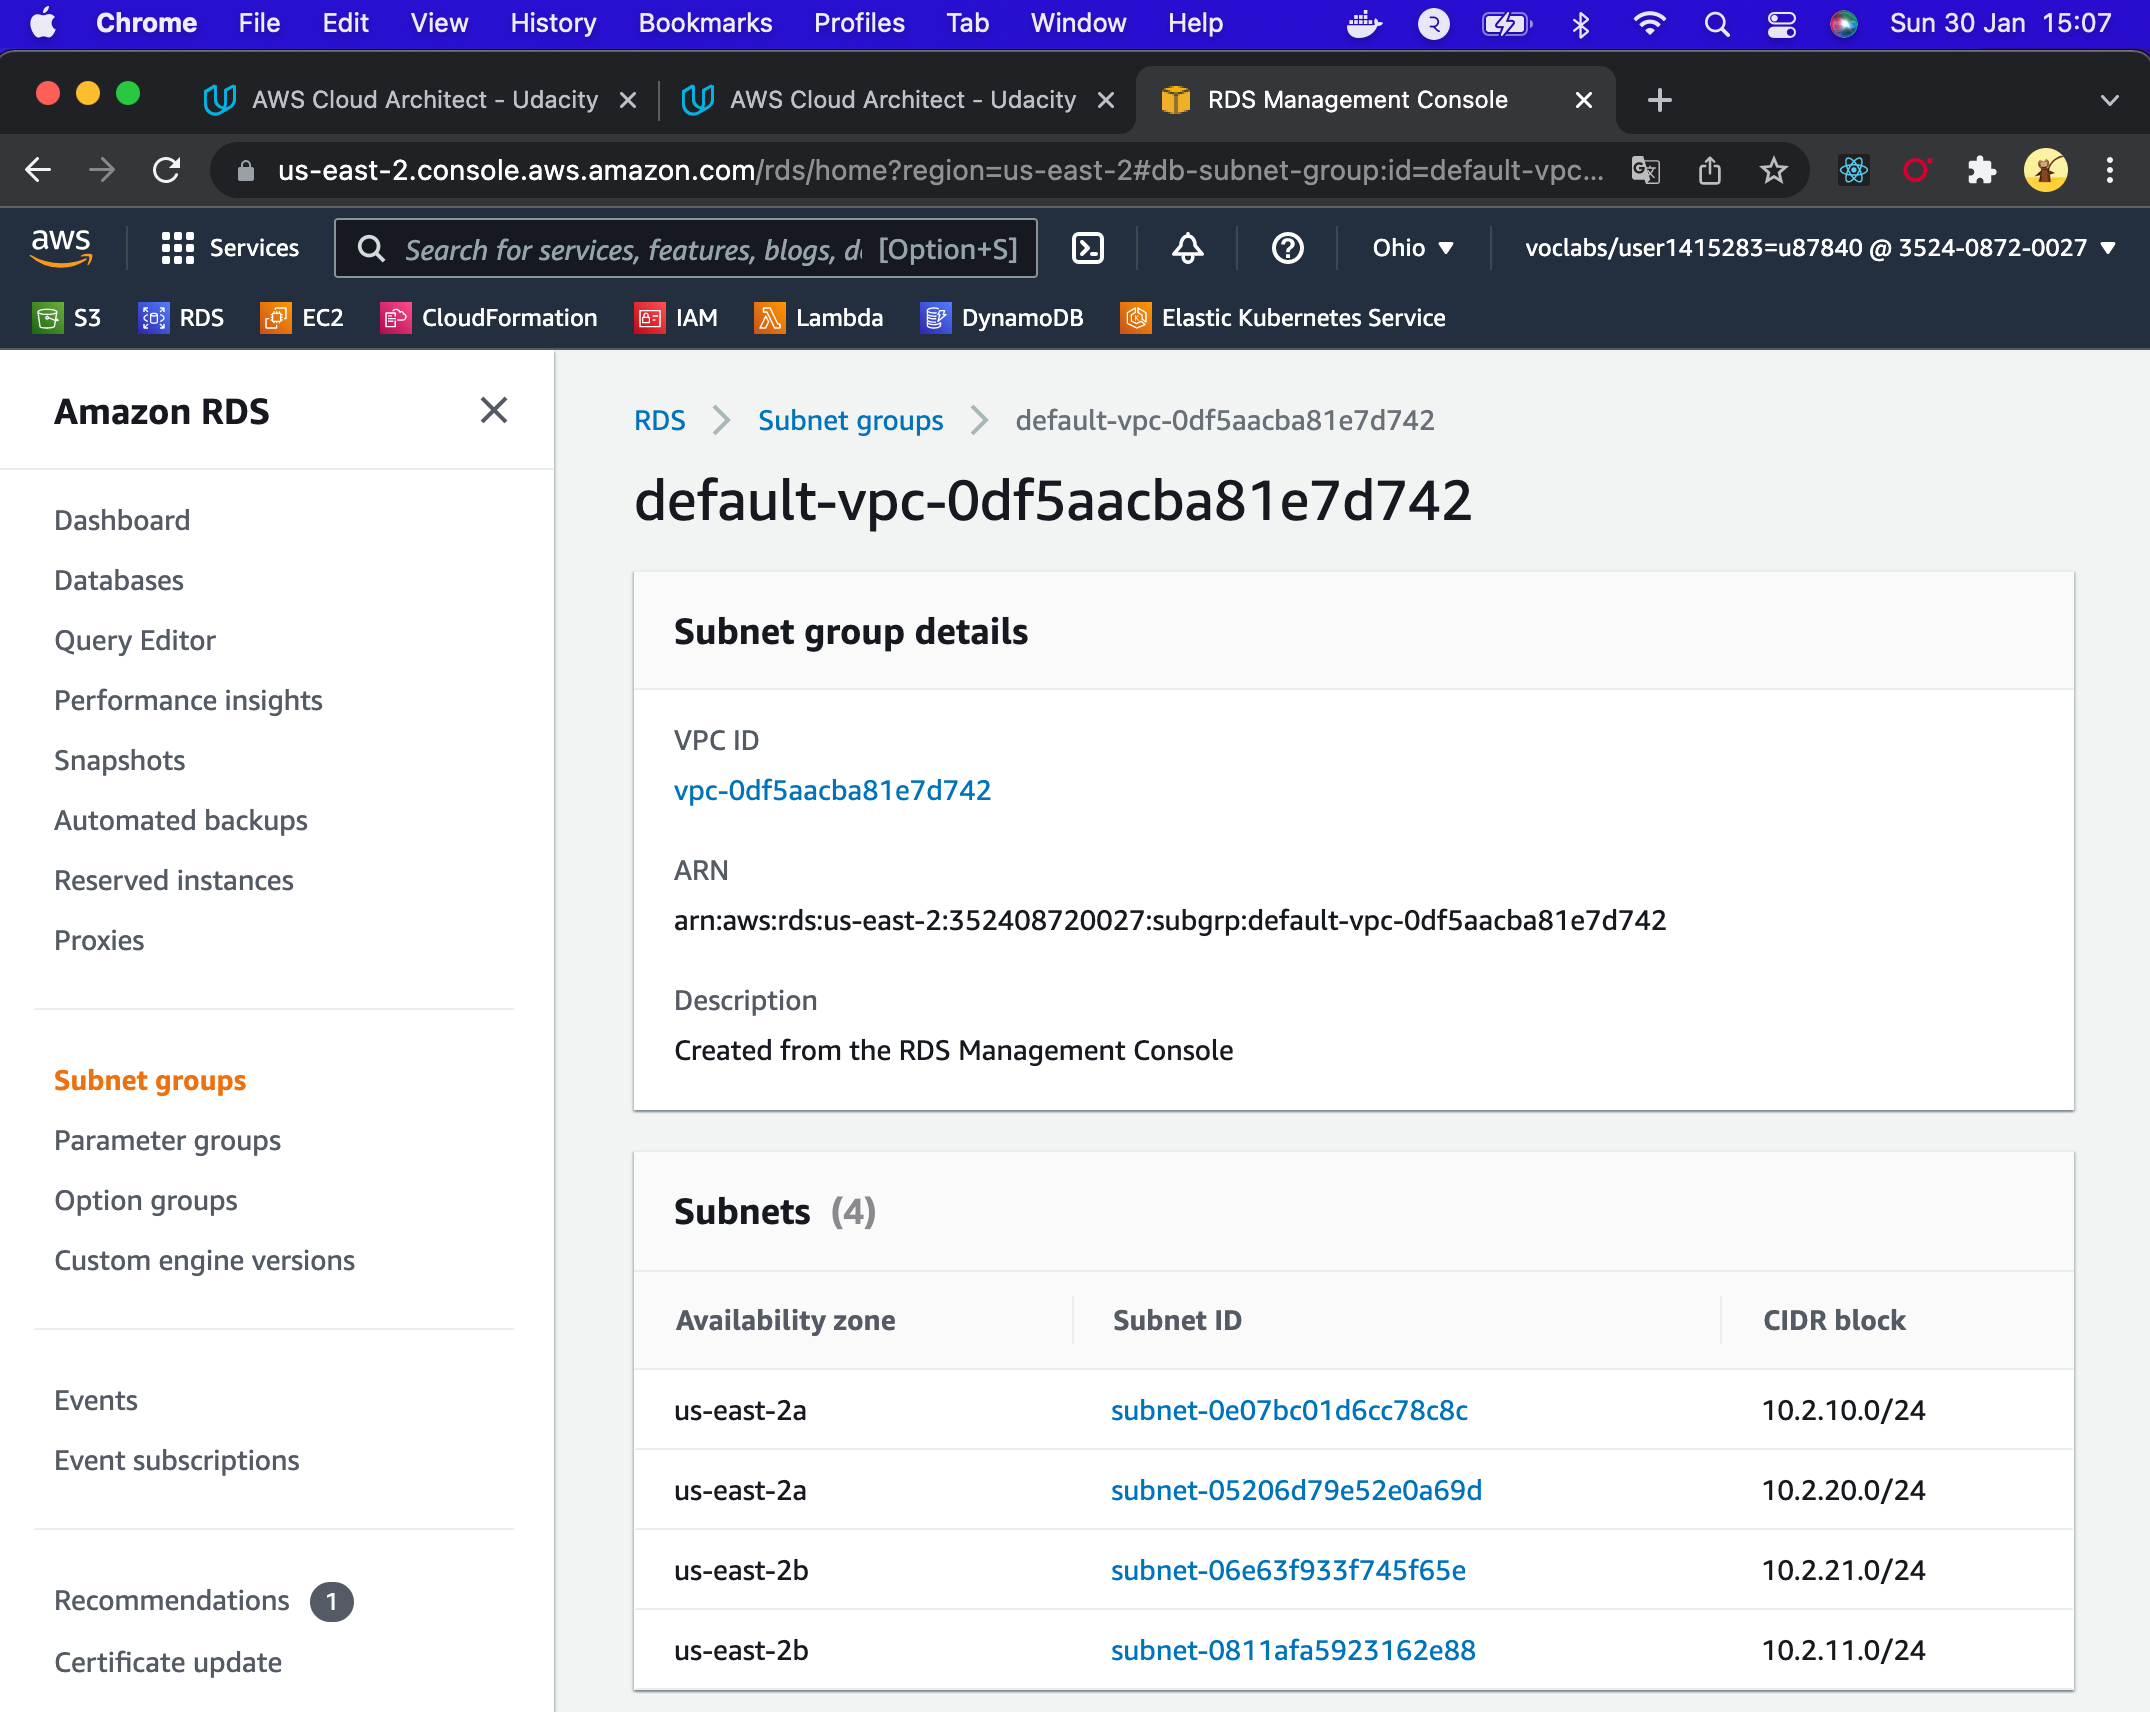 Chrome File Edit View History Bookmarks Profiles Tab Window Help R Sun 30 Jan 15:07
AWS Cloud Architect - Udacity AWS Cloud Architect - Udacity RDS Management Console
us-east-2.console.aws.amazon.com/rds/home?region=us-east-2#db-subnet-group:id=default-vpc...
aws Services Search for services, features, blogs, d [Option+S] Ohio voclabs/user1415283=u87840 @ 3524-0872-0027
S3 RDS EC2 CloudFormation IAM Lambda DynamoDB Elastic Kubernetes Service
Amazon RDS
Dashboard
Databases
Query Editor
Performance insights
Snapshots
Automated backups
Reserved instances
Proxies
Subnet groups
Parameter groups
Option groups
Custom engine versions
Events
Event subscriptions
Recommendations 1
Certificate update
RDS Subnet groups default-vpc-0df5aacba81e7d742
default-vpc-0df5aacba81e7d742
Subnet group details
VPC ID
vpc-0df5aacba81e7d742
ARN
arn:aws:rds:us-east-2:352408720027:subgrp:default-vpc-0df5aacba81e7d742
Description
Created from the RDS Management Console
Subnets (4)
Availability zone Subnet ID CIDR block
us-east-2a subnet-0e07bc01d6cc78c8c 10.2.10.0/24
us-east-2a subnet-05206d79e52e0a69d 10.2.20.0/24
us-east-2b subnet-06e63f933f745f65e 10.2.21.0/24
us-east-2b subnet-0811afa5923162e88 10.2.11.0/24